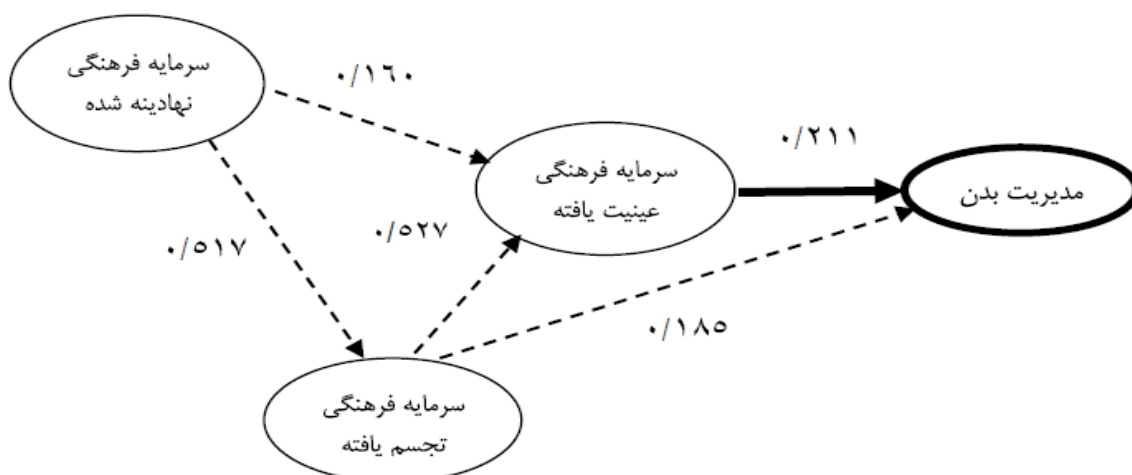 سرمایه فرهنگی
نهادینه شده
۰/۱۶۰
سرمایه فرهنگی
عینیت یافته
۰/۲۱۱
مدیریت بدن
۰/۵۱۷
۰/۵۲۷
۰/۱۸۵
سرمایه فرهنگی
تجسم یافته